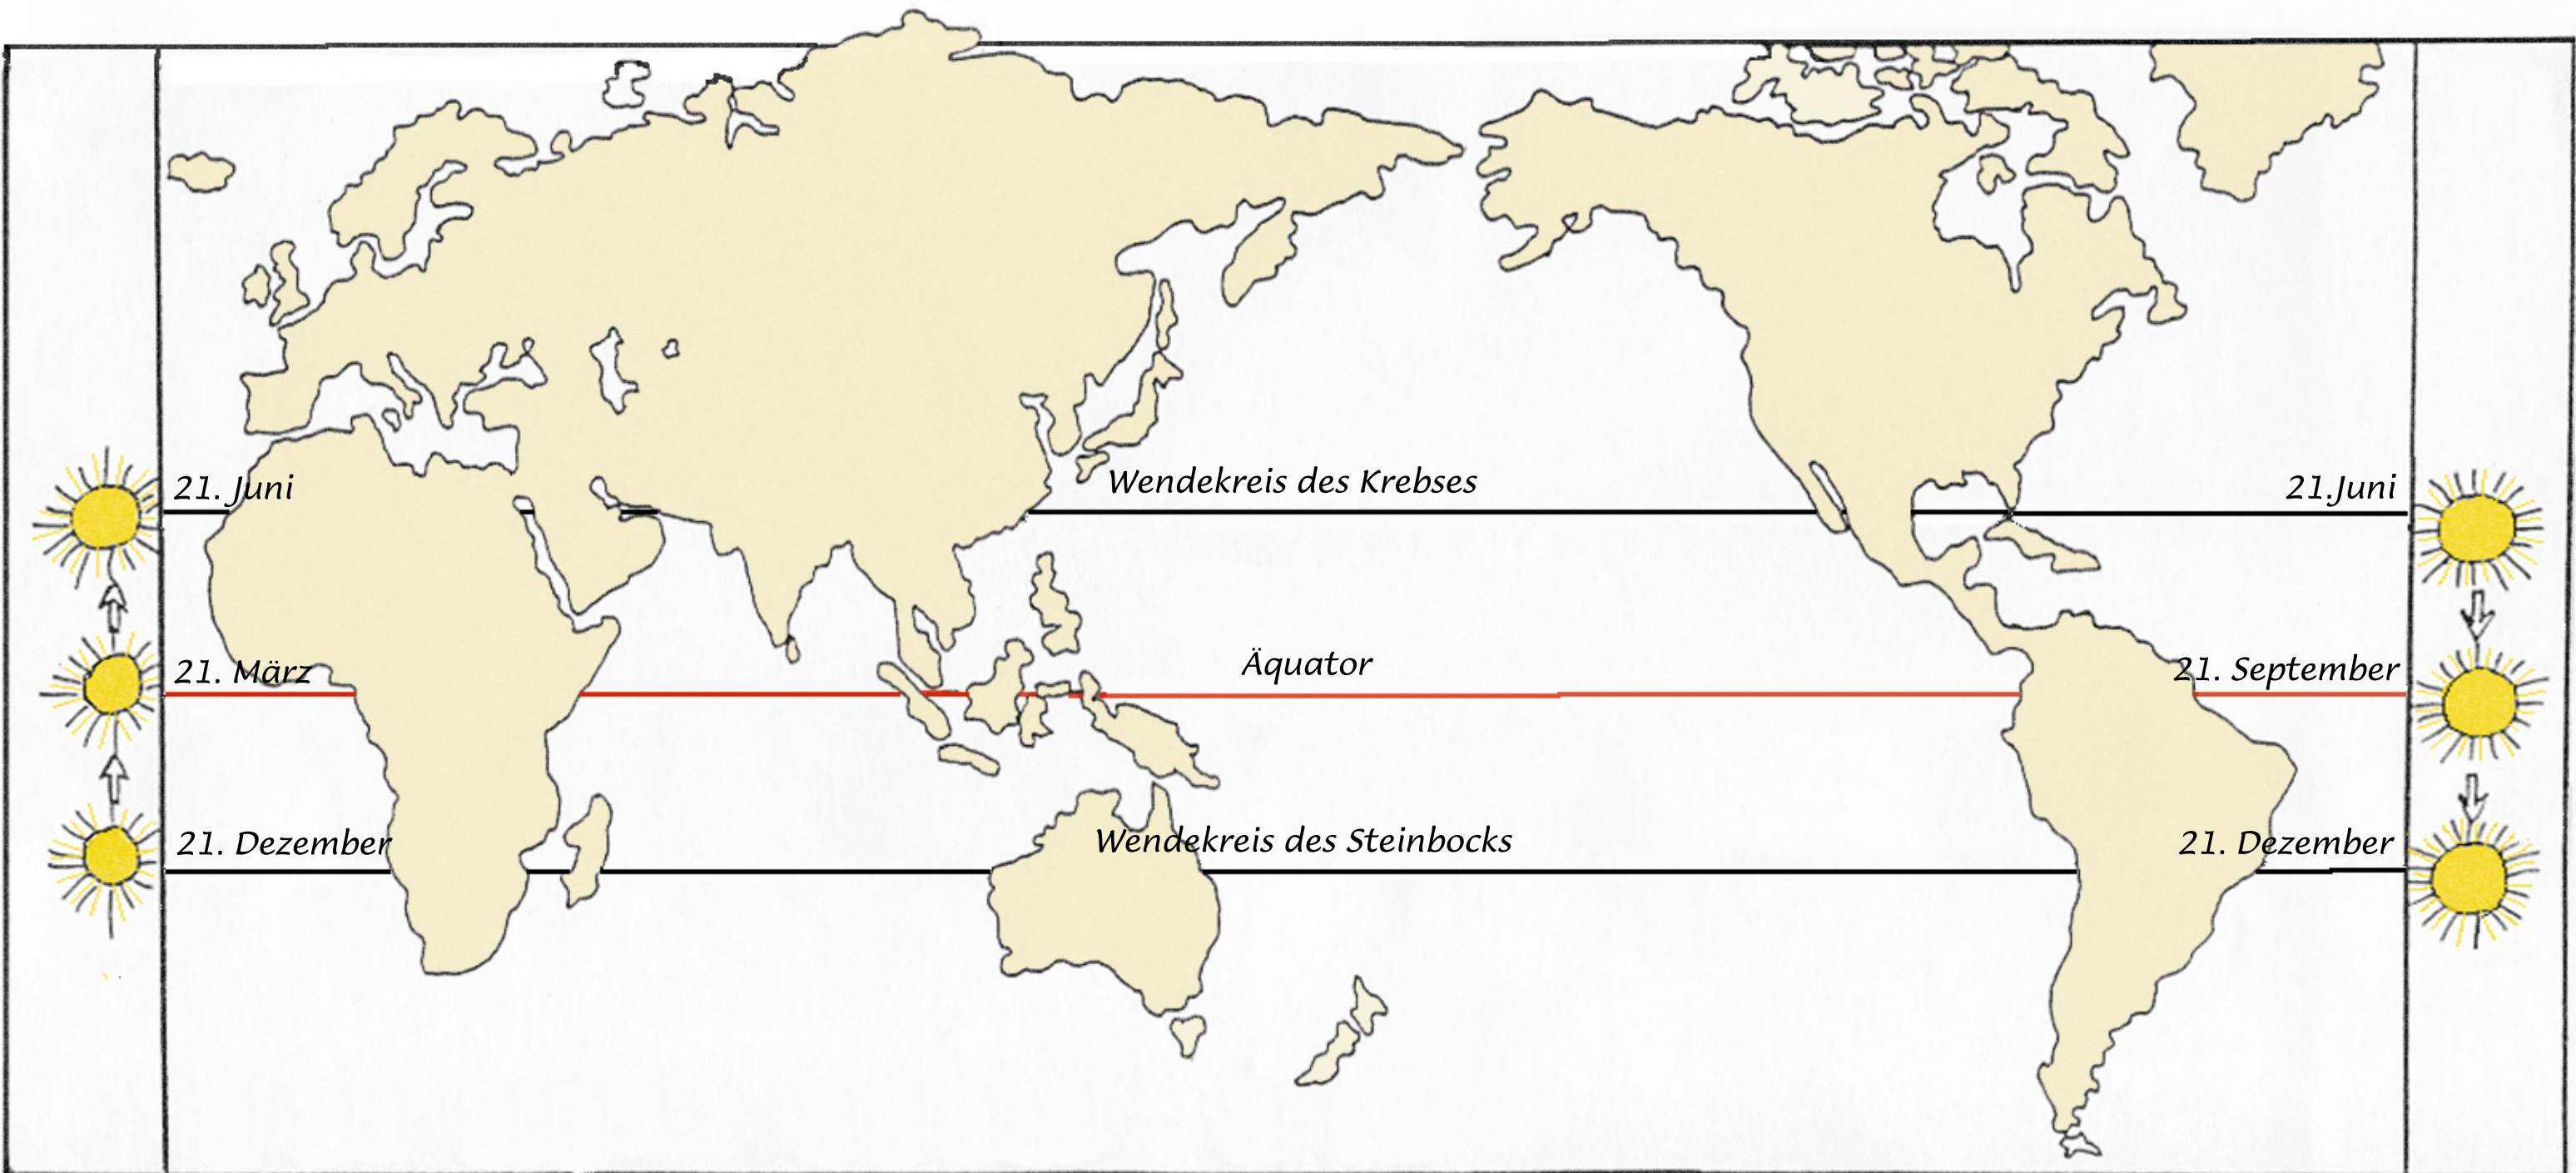 21. Juni
Wendekreis des Krebses
21.Juni
21. März
Äquator
21. September
21. Dezember
Wendekreis des Steinbocks
21. Dezember